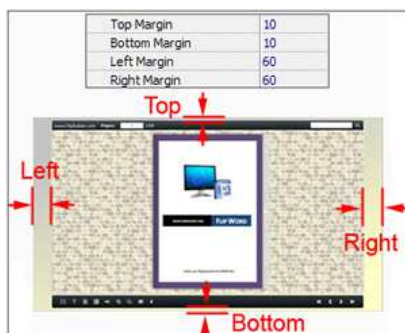 Top Margin 10
Bottom Margin 10
Left Margin 60
Right Margin 60
Top
Left
FLIP WORD
Right
Bottom